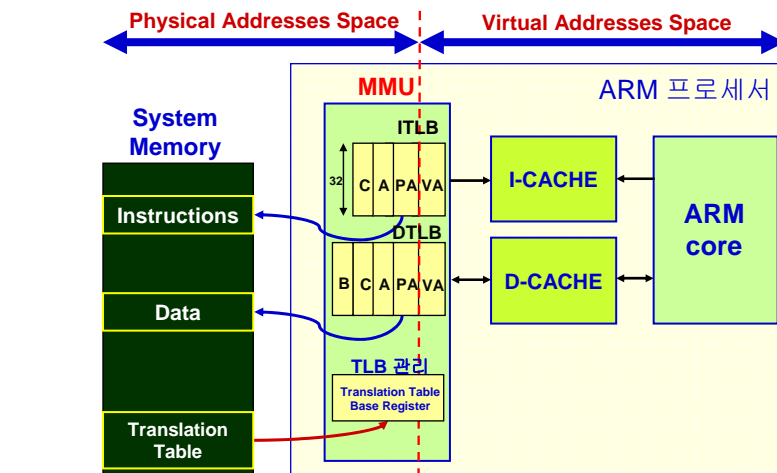 Physical Addresses Space
Virtual Addresses Space
MMU
ARM 프로세서
System
Memory
ITLB
32
C A PA VA
I-CACHE
Instructions
ARM
core
DTLB
B C A PA VA
D-CACHE
Data
TLB 관리
Translation Table
Base Register
Translation
Table